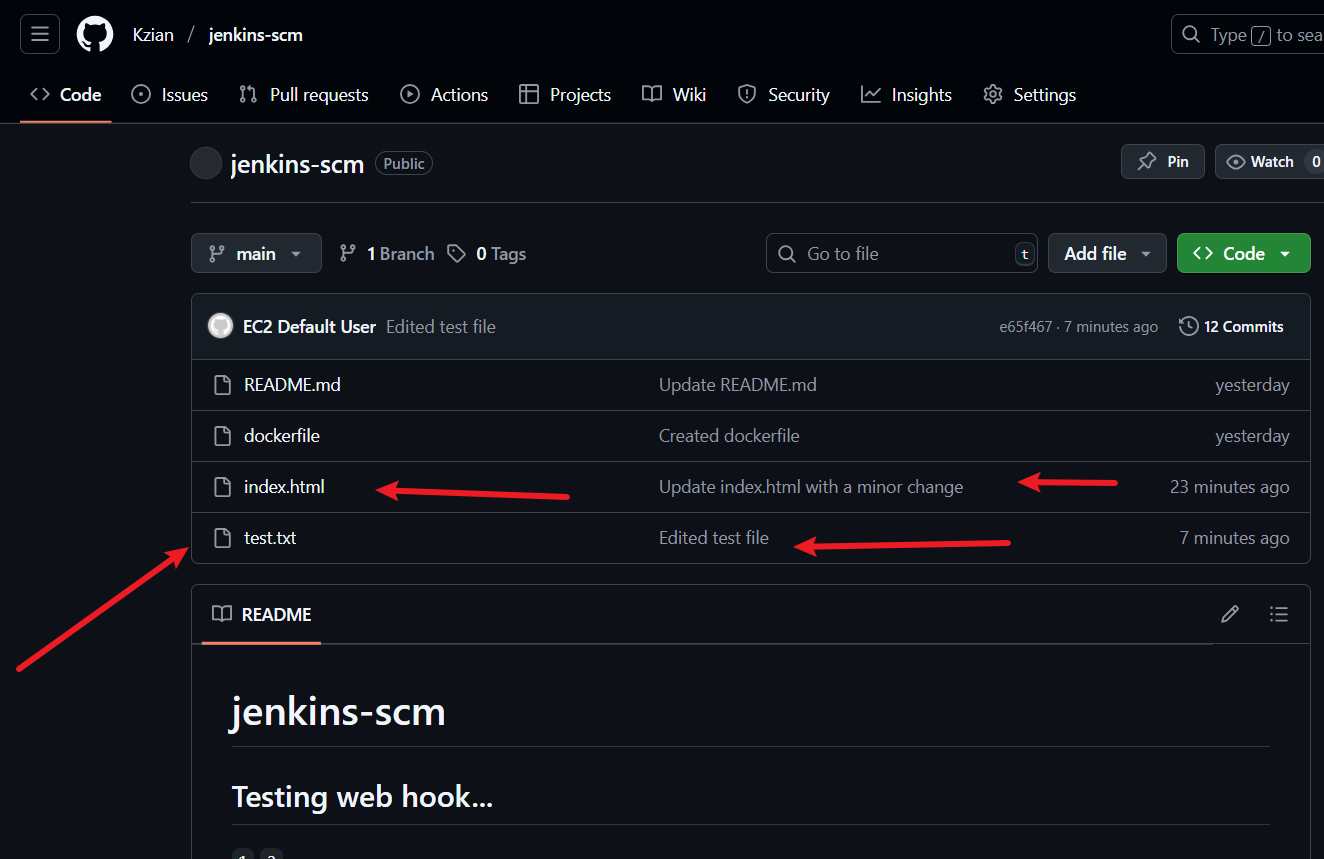 Kzian / jenkins-scm
Type / to sea
Code Issues Pull requests Actions Projects Wiki Security Insights Settings
jenkins-scm Public Pin Watch 0
main 1 Branch 0 Tags Go to file t Add file Code
EC2 Default User Edited test file e65f467 · 7 minutes ago 12 Commits
README.md Update README.md yesterday
dockerfile Created dockerfile yesterday
index.html Update index.html with a minor change 23 minutes ago
test.txt Edited test file 7 minutes ago
README
jenkins-scm
Testing web hook...